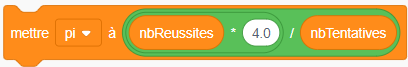 mettre pi à nbReussites * 4.0 / nbTentatives